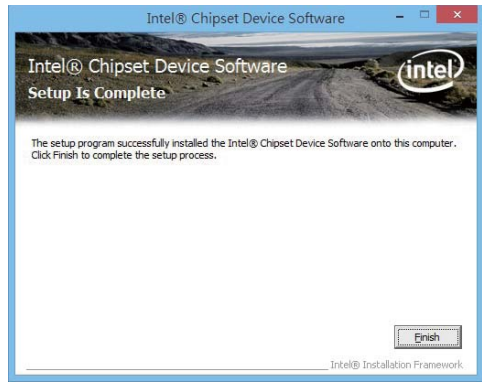 Intel® Chipset Device Software
Intel® Chipset Device Software
intel
Setup Is Complete
The setup program successfully installed the Intel® Chipset Device Software onto this computer.
Click Finish to complete the setup process.
Finish
Intel® Installation Framework